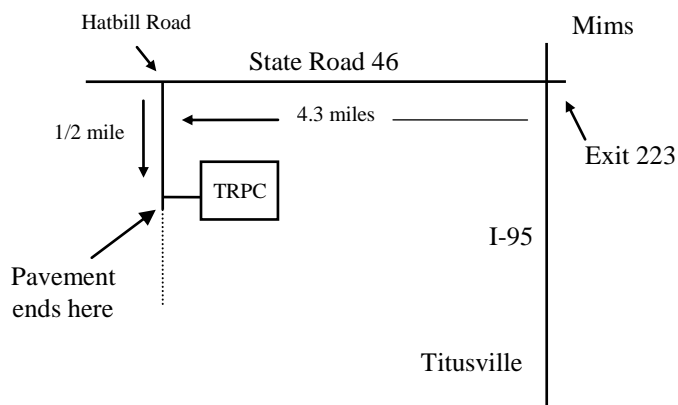 Mims
Hatbill Road
State Road 46
4.3 miles
1/2 mile
Exit 223
TRPC
I-95
Pavement
ends here
Titusville